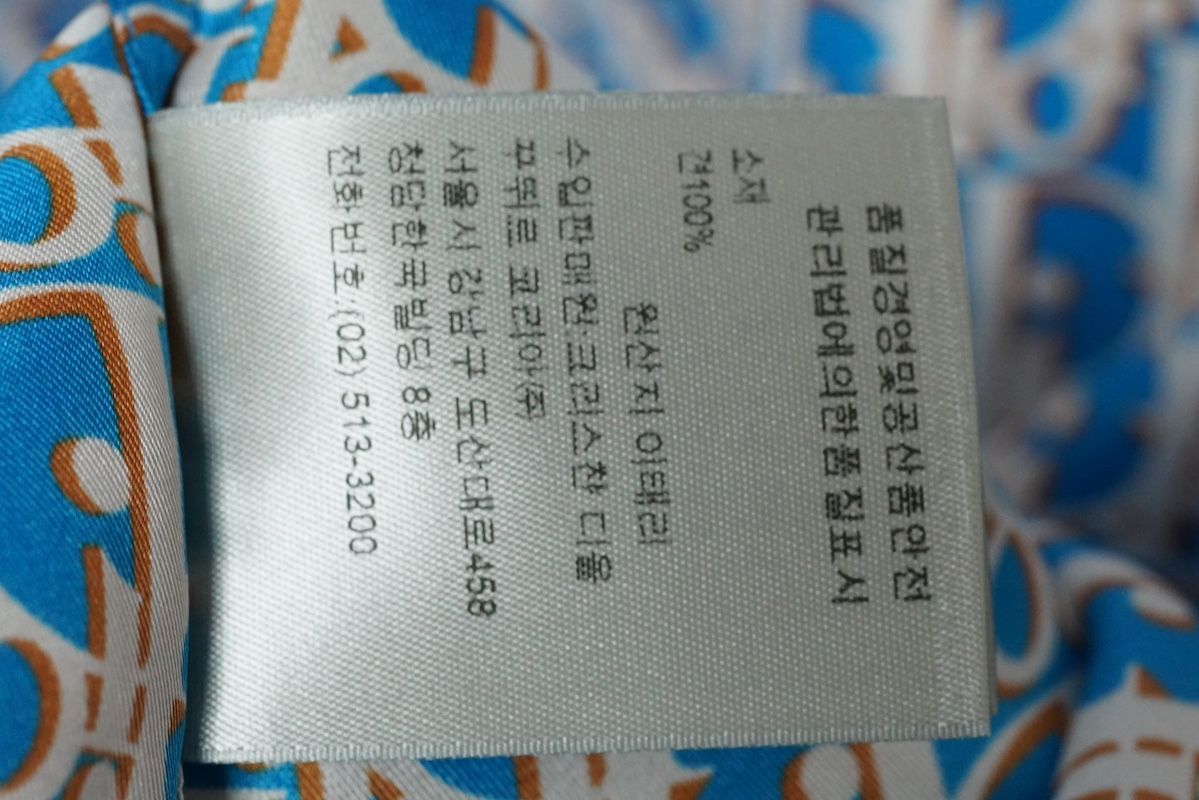 품질경영및공산품안전
관리법에의한품질표시
소재
견100%
원산지 이태리
수입판매원크리스챤 디올
꾸뛰르 코리아㈜
서울시 강남구 도산대로458
청담한국빌딩 8층
전화번호:(02) 513-3200